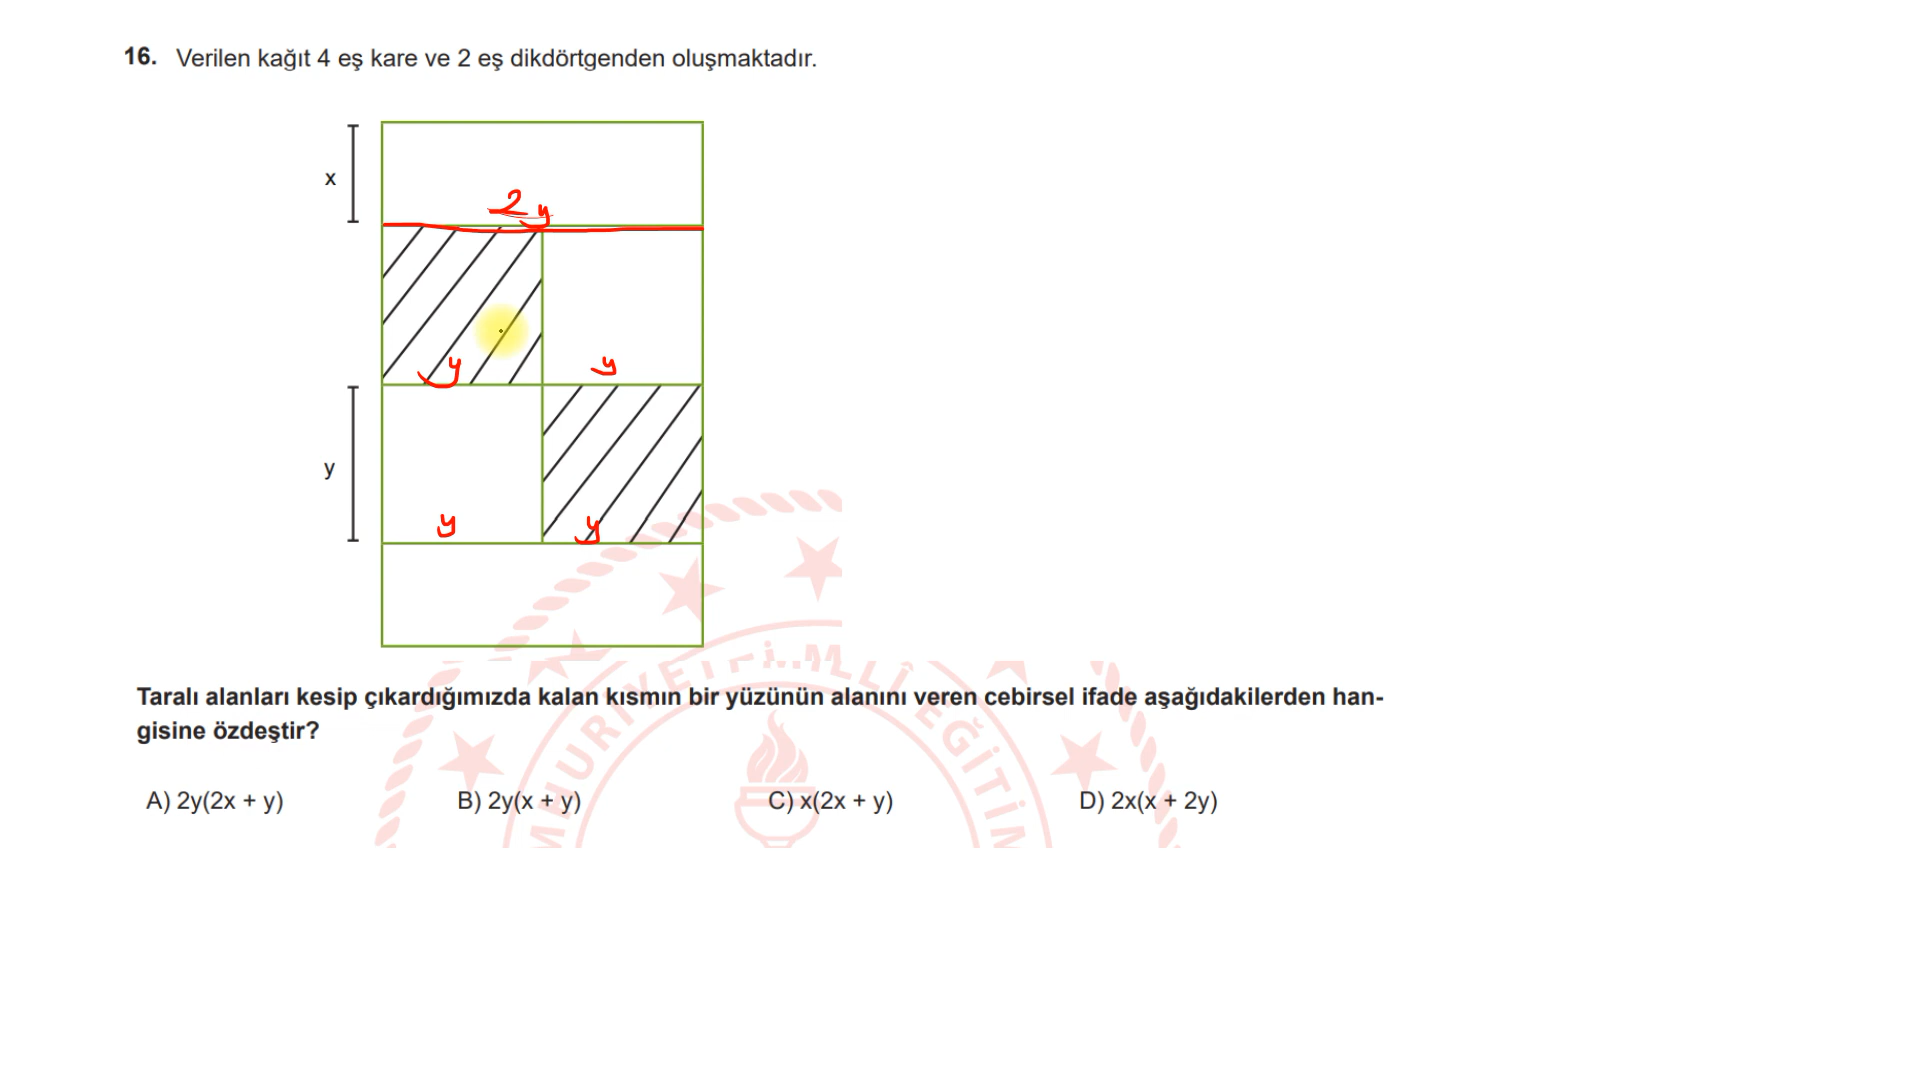 16. Verilen kağıt 4 eş kare ve 2 eş dikdörtgenden oluşmaktadır.
x
2y
y
y
y
y
y
Taralı alanları kesip çıkardığımızda kalan kısmın bir yüzünün alanını veren cebirsel ifade aşağıdakilerden han-
gisine özdeştir?
A) 2y(2x + y) B) 2y(x + y) C) x(2x + y) D) 2x(x + 2y)